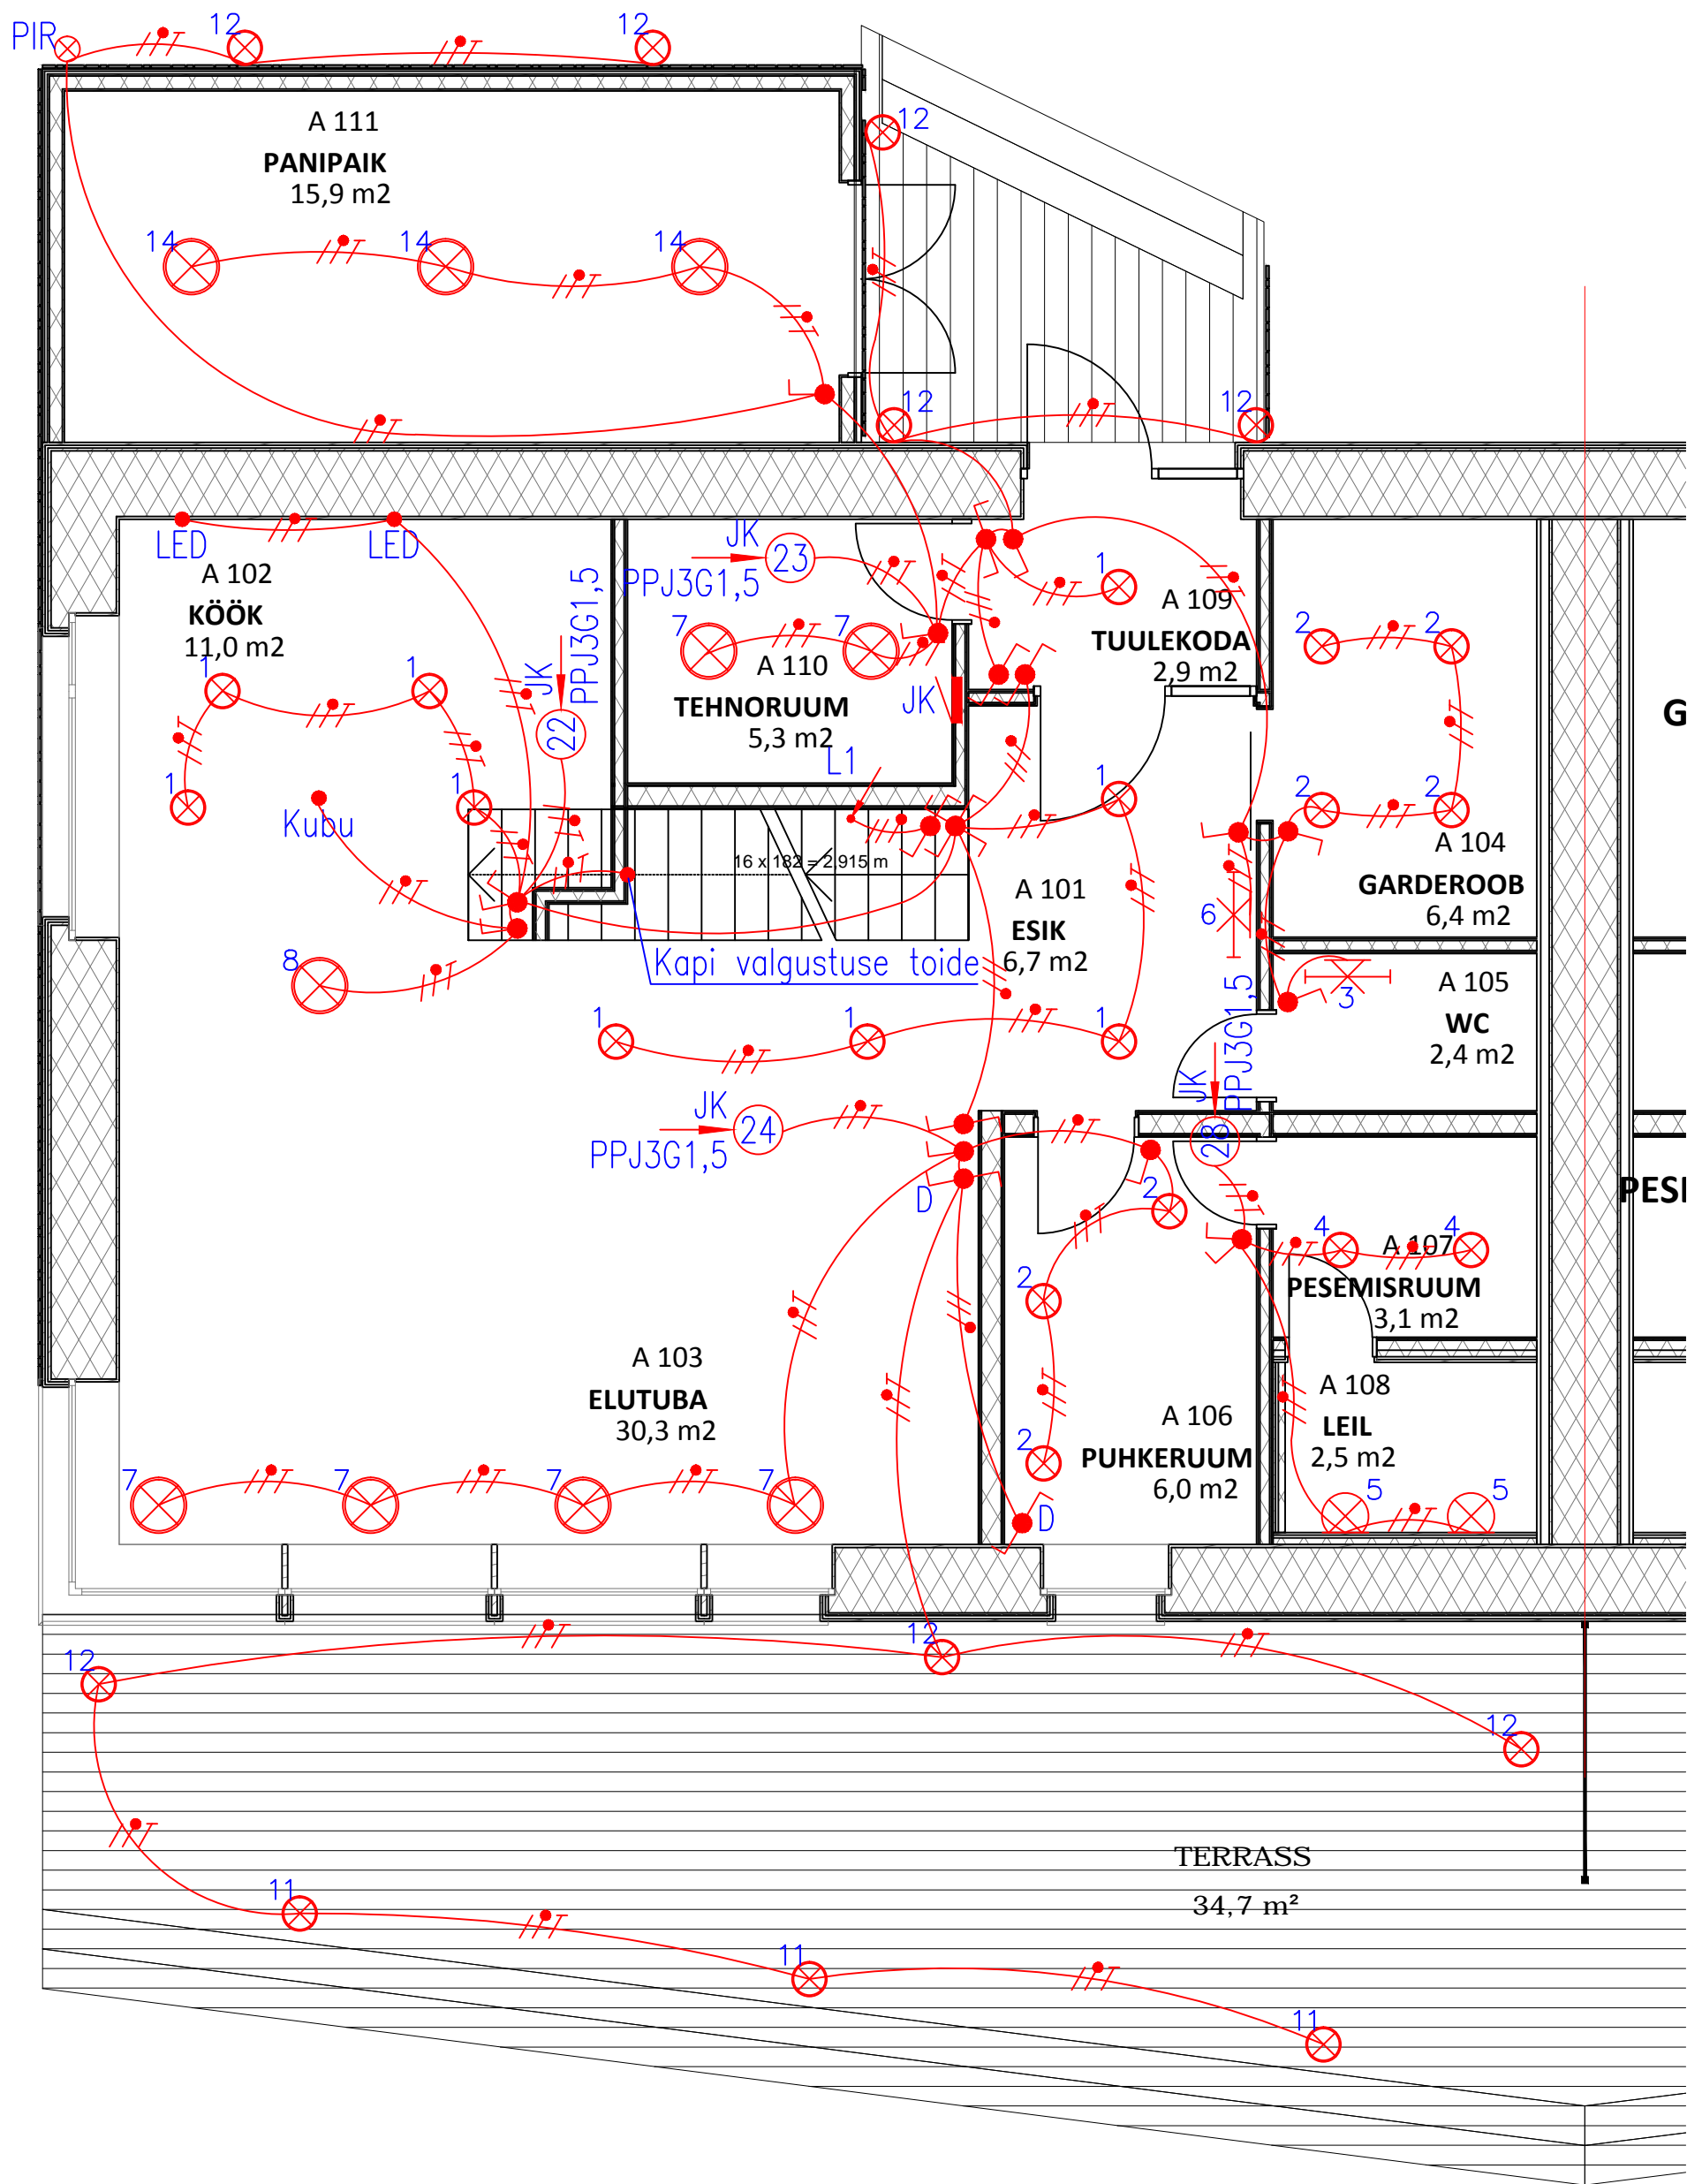 PIR
12
12
12
A 111
PANIPAIK
15,9 m2
14
14
14
12
12
LED
LED
A 102
KÖÖK
11,0 m2
JK
23
PPJ3G1,5
JK
PPJ3G1,5
22
7
7
A 110
TEHNORUUM
5,3 m2
JK
L1
1
A 109
TUULEKODA
2,9 m2
2
2
2
2
1
1
1
1
Kubu
1
16 x 182 = 2,915 m
A 104
GARDEROOB
6,4 m2
G
A 101
ESIK
6,7 m2
6
Kapi valgustuse toide
8
3
A 105
WC
2,4 m2
1
1
1
JK
PPJ3G1,5
28
JK
24
PPJ3G1,5
D
2
2
2
4
4
A 107
PESEMISRUUM
3,1 m2
PESI
A 103
ELUTUBA
30,3 m2
A 106
PUHKERUUM
6,0 m2
A 108
LEIL
2,5 m2
7
7
7
7
D
5
5
12
12
12
TERRASS
34,7 m²
11
11
11